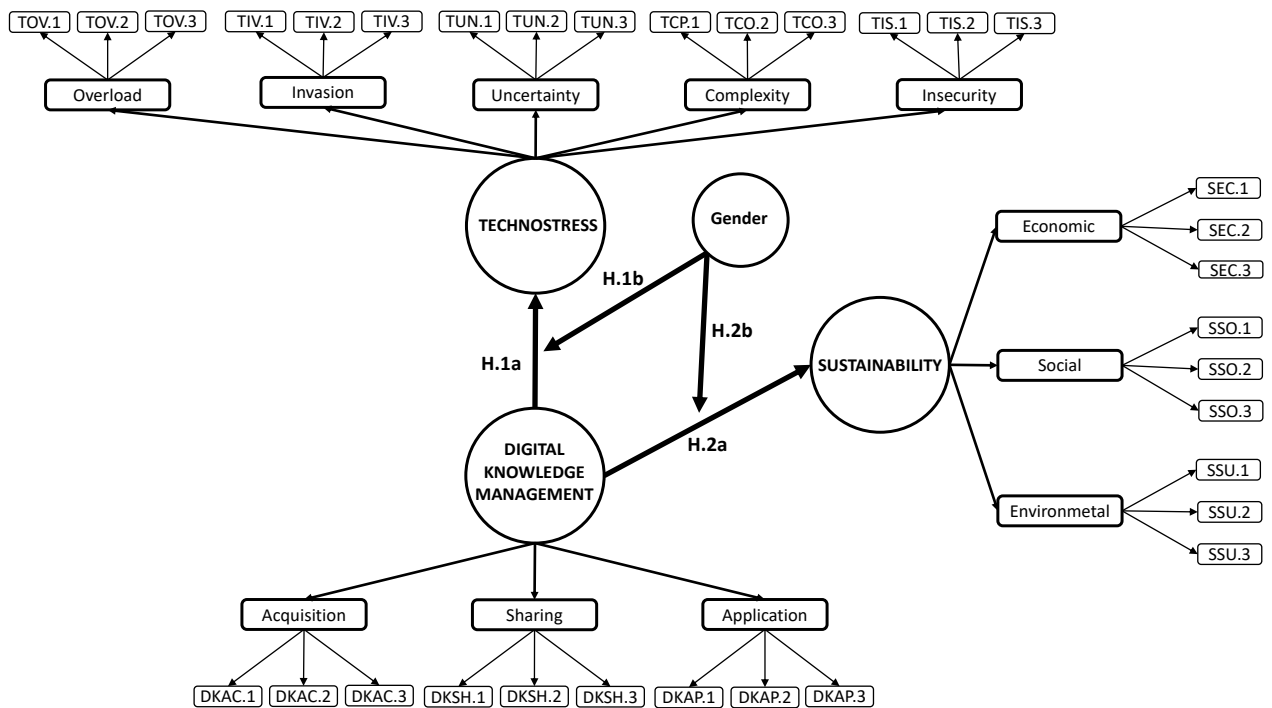 TOV.1 TOV.2 TOV.3 TIV.1 TIV.2 TIV.3 TUN.1 TUN.2 TUN.3 TCP.1 TCO.2 TCO.3 TIS.1 TIS.2 TIS.3
Overload Invasion Uncertainty Complexity Insecurity
TECHNOSTRESS
Gender
SEC.1
Economic
SEC.2
SEC.3
H.1b
H.2b
H.1a
SUSTAINABILITY
SSO.1
Social
SSO.2
SSO.3
H.2a
DIGITAL
KNOWLEDGE
MANAGEMENT
SSU.1
Environmetal
SSU.2
SSU.3
Acquisition Sharing Application
DKAC.1 DKAC.2 DKAC.3 DKSH.1 DKSH.2 DKSH.3 DKAP.1 DKAP.2 DKAP.3